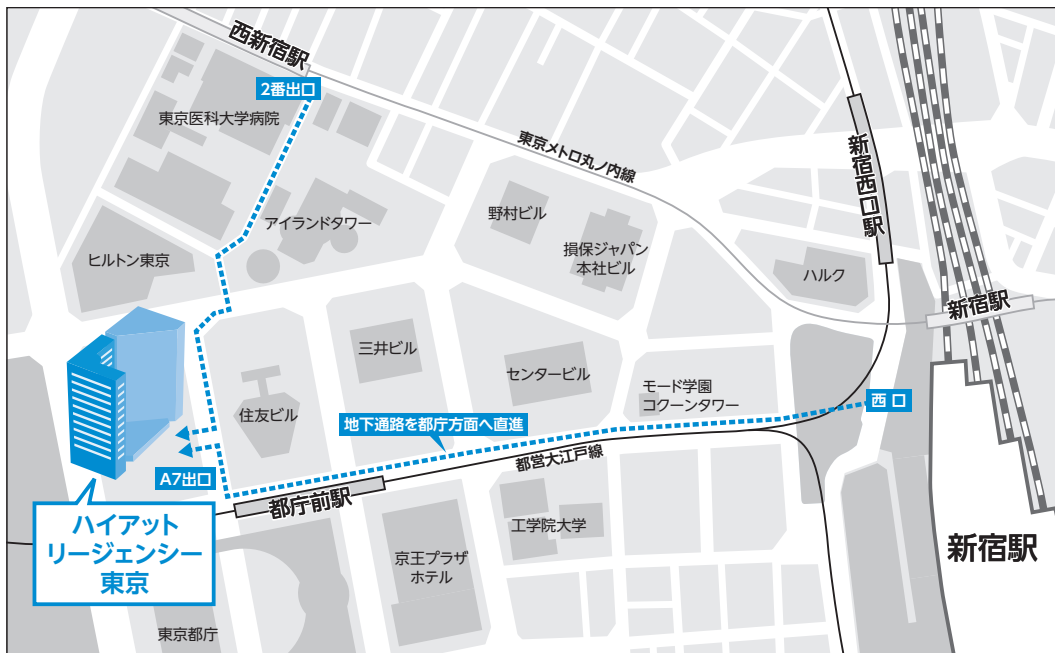 西新宿駅
2番出口
東京医科大学病院
東京メトロ丸ノ内線
新宿西口駅
アイランドタワー
野村ビル
損保ジャパン
本社ビル
ヒルトン東京
ハルク
新宿駅
三井ビル
センタービル
モード学園
コクーンタワー
西 口
住友ビル
地下通路を都庁方面へ直進
都営大江戸線
A7出口
都庁前駅
ハイアット
リージェンシー
東京
工学院大学
京王プラザ
ホテル
新宿駅
東京都庁